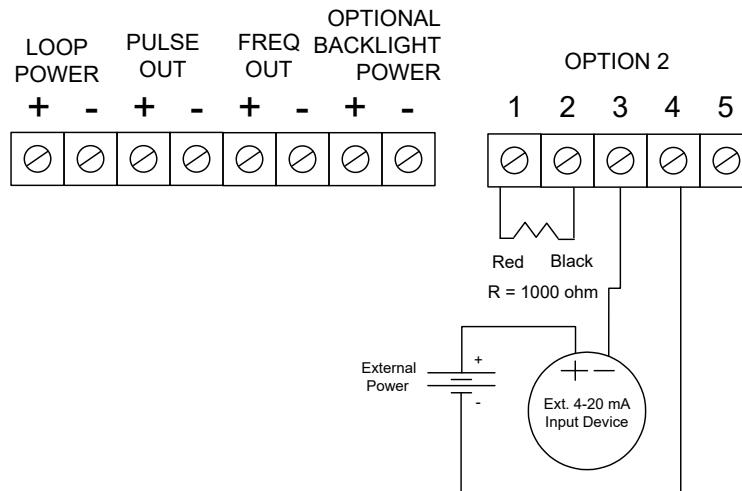 LOOP
POWER
PULSE
OUT
FREQ
OUT
OPTIONAL
BACKLIGHT
POWER
+ - + - + - + -
OPTION 2
1 2 3 4 5
Red Black
R = 1000 ohm
External
Power
+
-
+ −
Ext. 4-20 mA
Input Device